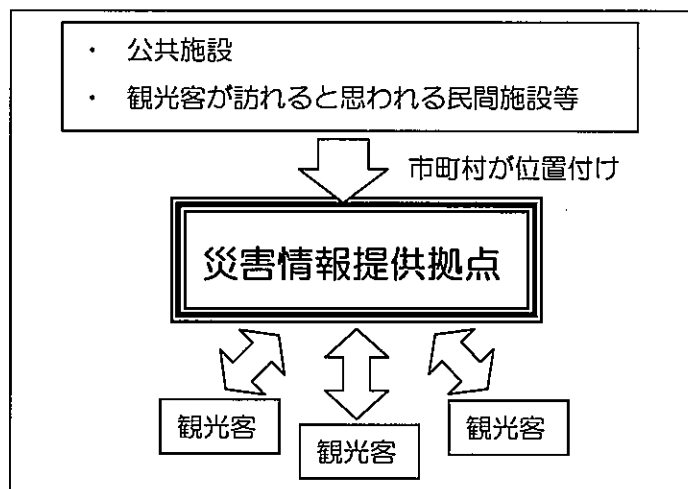 ・ 公共施設
・ 観光客が訪れると思われる民間施設等
市町村が位置付け
災害情報提供拠点
観光客
観光客
観光客